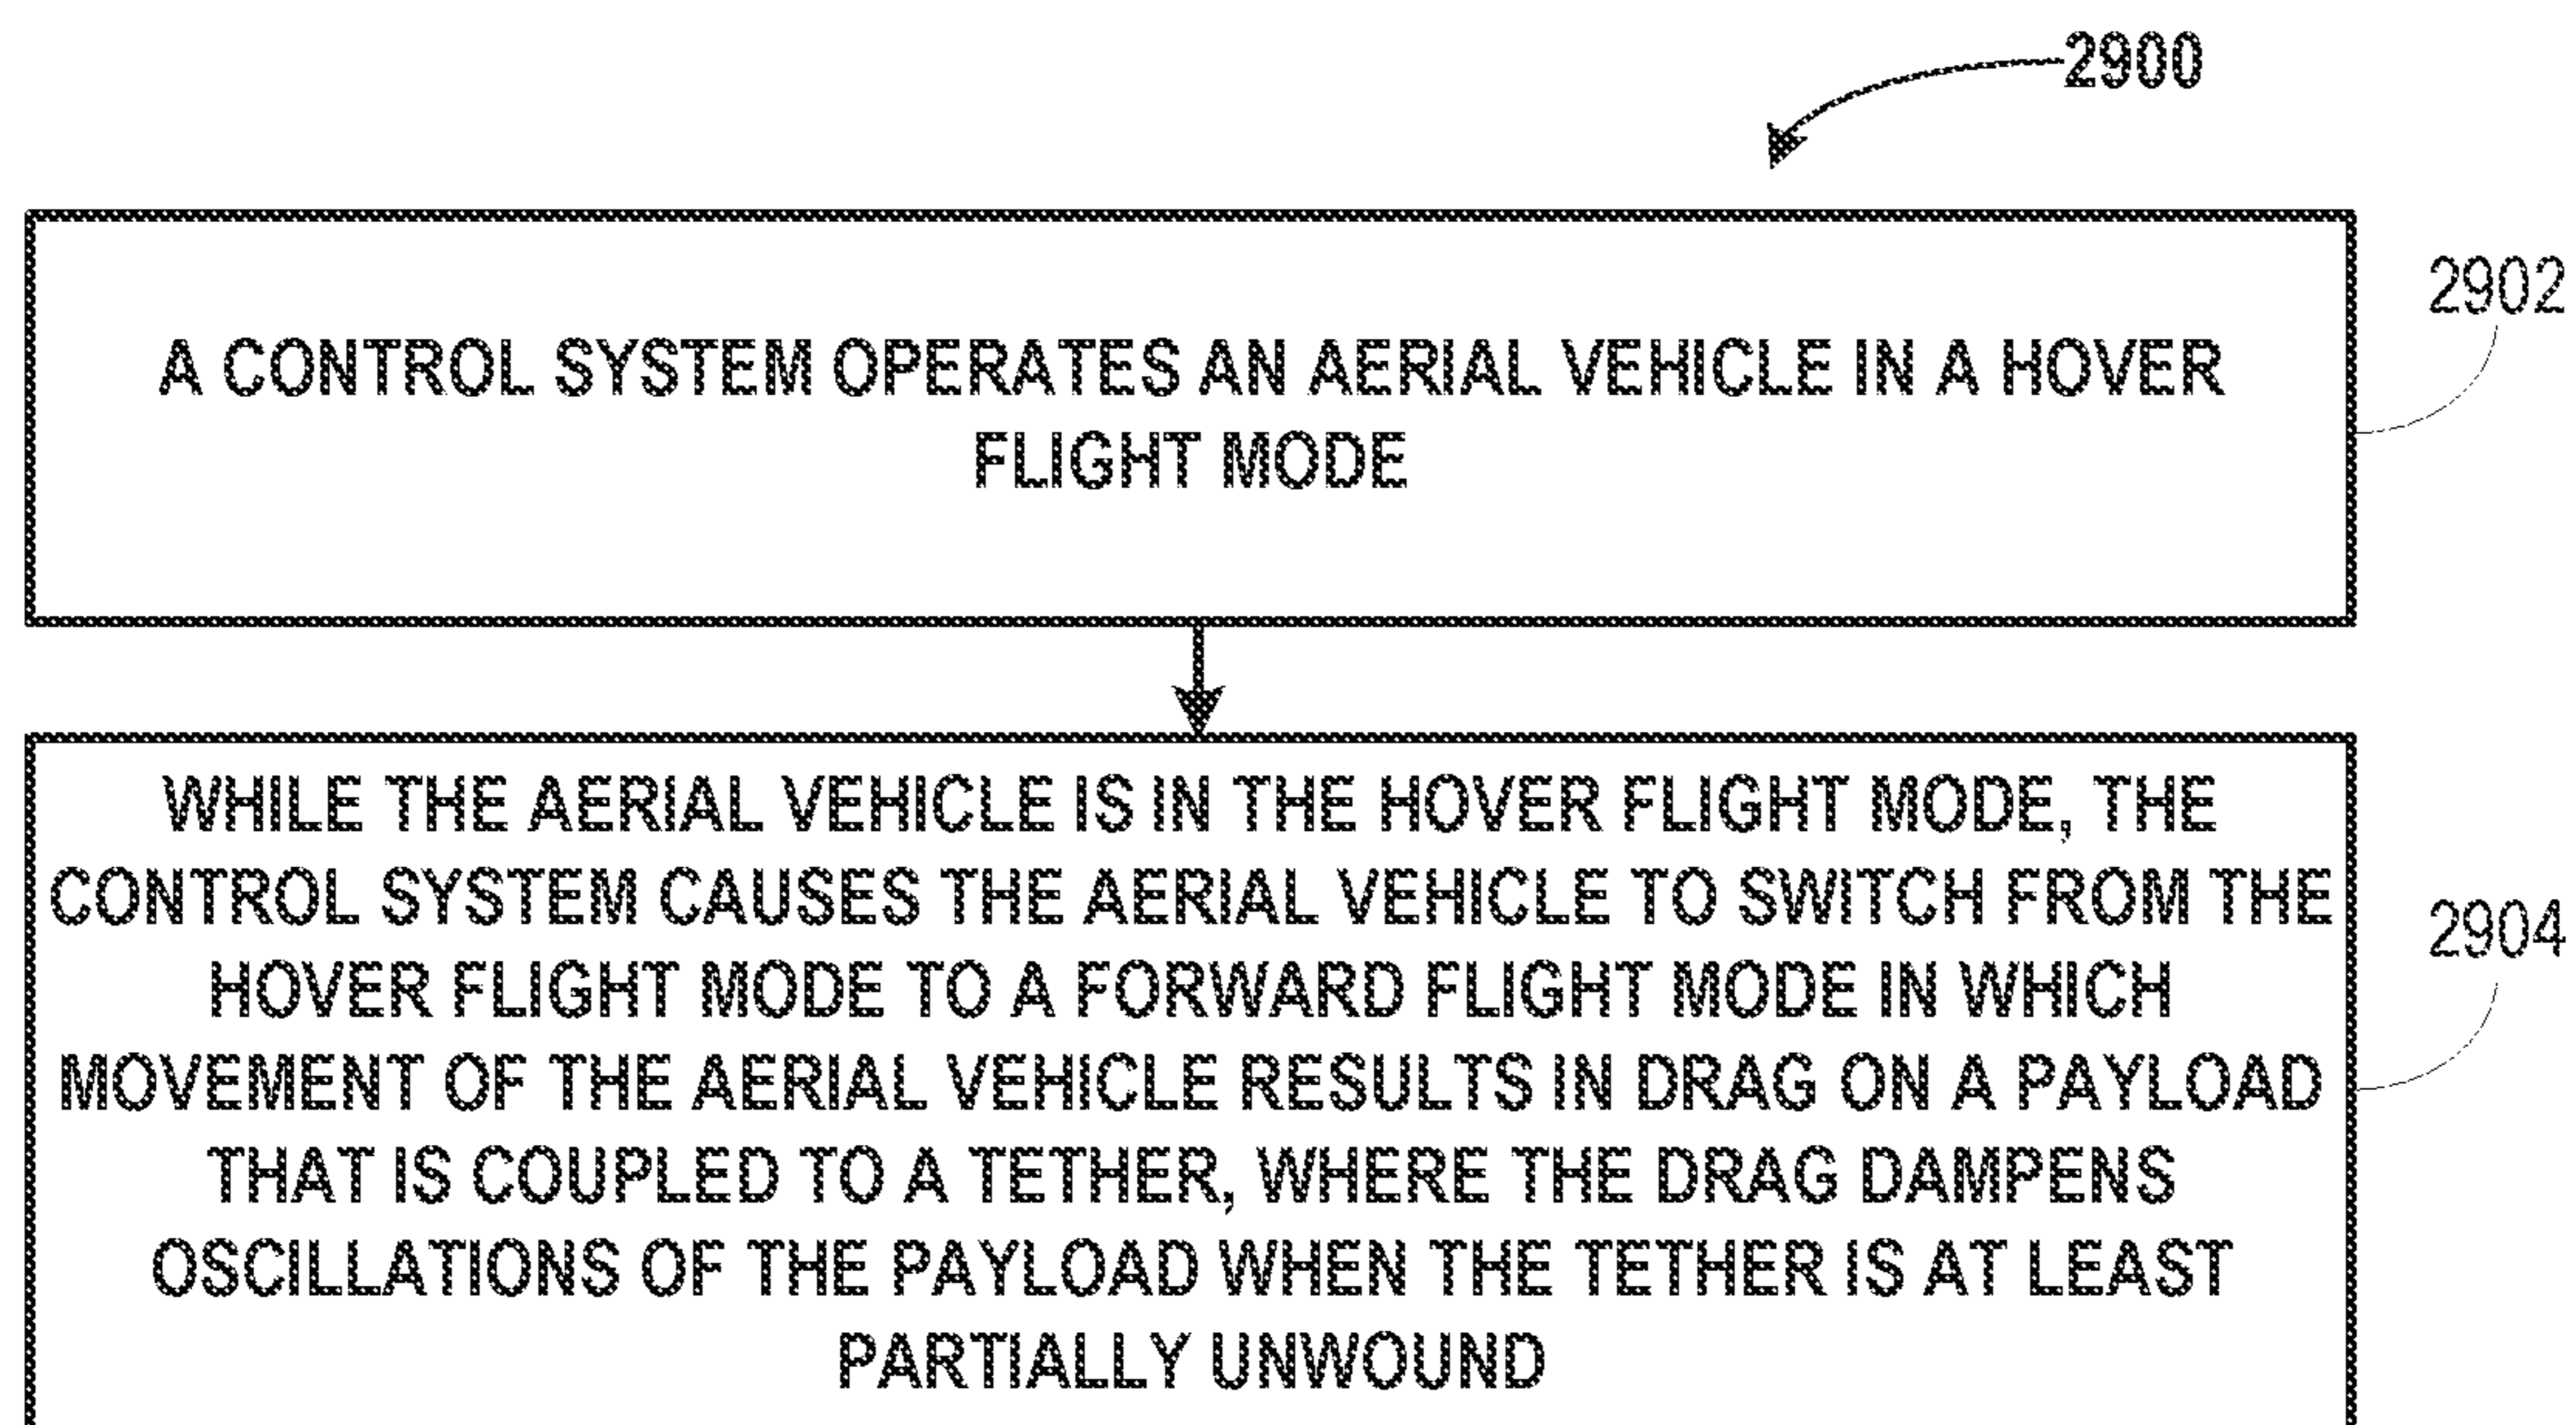 2900
A CONTROL SYSTEM OPERATES AN AERIAL VEHICLE IN A HOVER
FLIGHT MODE
2902
WHILE THE AERIAL VEHICLE IS IN THE HOVER FLIGHT MODE, THE
CONTROL SYSTEM CAUSES THE AERIAL VEHICLE TO SWITCH FROM THE
HOVER FLIGHT MODE TO A FORWARD FLIGHT MODE IN WHICH
MOVEMENT OF THE AERIAL VEHICLE RESULTS IN DRAG ON A PAYLOAD
THAT IS COUPLED TO A TETHER, WHERE THE DRAG DAMPENS
OSCILLATIONS OF THE PAYLOAD WHEN THE TETHER IS AT LEAST
PARTIALLY UNWOUND
2904